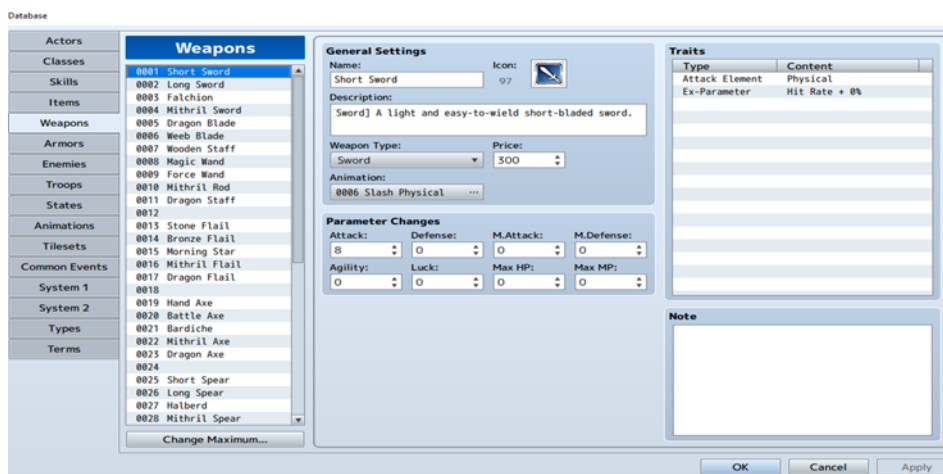 Database
Actors
Classes
Skills
Items
Weapons
Armors
Enemies
Troops
States
Animations
Tilesets
Common Events
System 1
System 2
Types
Terms
Weapons
0001 Short Sword
0002 Long Sword
0003 Falchion
0004 Mithril Sword
0005 Dragon Blade
0006 Weeb Blade
0007 Wooden Staff
0008 Magic Wand
0009 Force Wand
0010 Mithril Rod
0011 Dragon Staff
0012
0013 Stone Flail
0014 Bronze Flail
0015 Morning Star
0016 Mithril Flail
0017 Dragon Flail
0018
0019 Hand Axe
0020 Battle Axe
0021 Bardiche
0022 Mithril Axe
0023 Dragon Axe
0024
0025 Short Spear
0026 Long Spear
0027 Halberd
0028 Mithril Spear
Change Maximum...
General Settings
Name: Icon:
Short Sword 97
Description:
Sword] A light and easy-to-wield short-bladed sword.
Weapon Type: Price:
Sword 300
Animation:
0006 Slash Physical ...
Parameter Changes
Attack: Defense: M.Attack: M.Defense:
8 0 0 0
Agility: Luck: Max HP: Max MP:
0 0 0 0
Traits
Type Content
Attack Element Physical
Ex-Parameter Hit Rate + 0%
Note
OK Cancel Apply